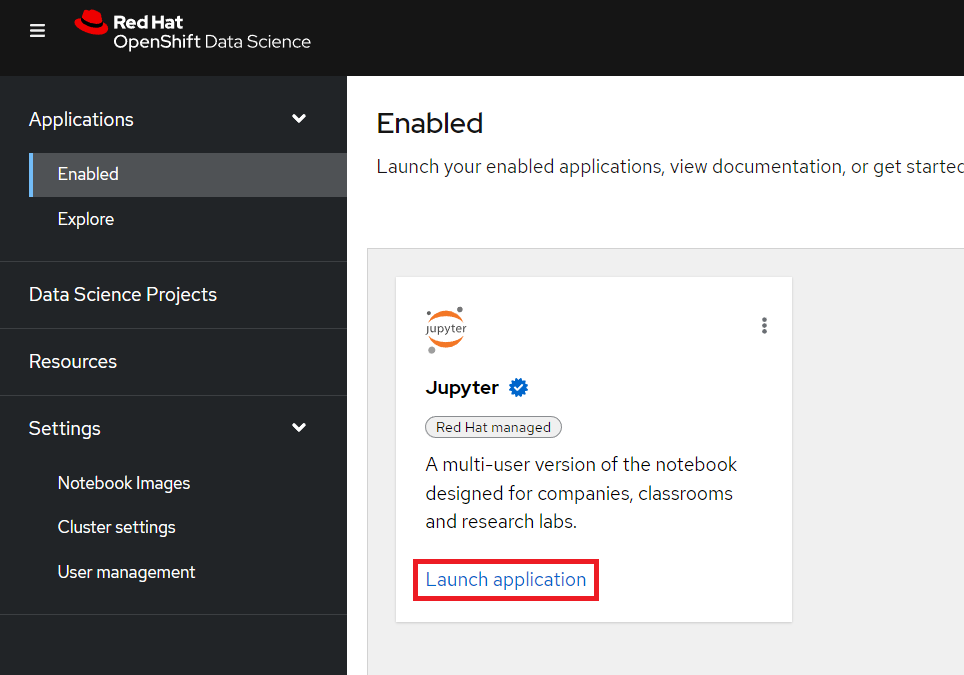 Red Hat
OpenShift Data Science
Applications
Enabled
Explore
Data Science Projects
Resources
Settings
Notebook Images
Cluster settings
User management
Enabled
Launch your enabled applications, view documentation, or get started
jupyter
Jupyter
Red Hat managed
A multi-user version of the notebook
designed for companies, classrooms
and research labs.
Launch application